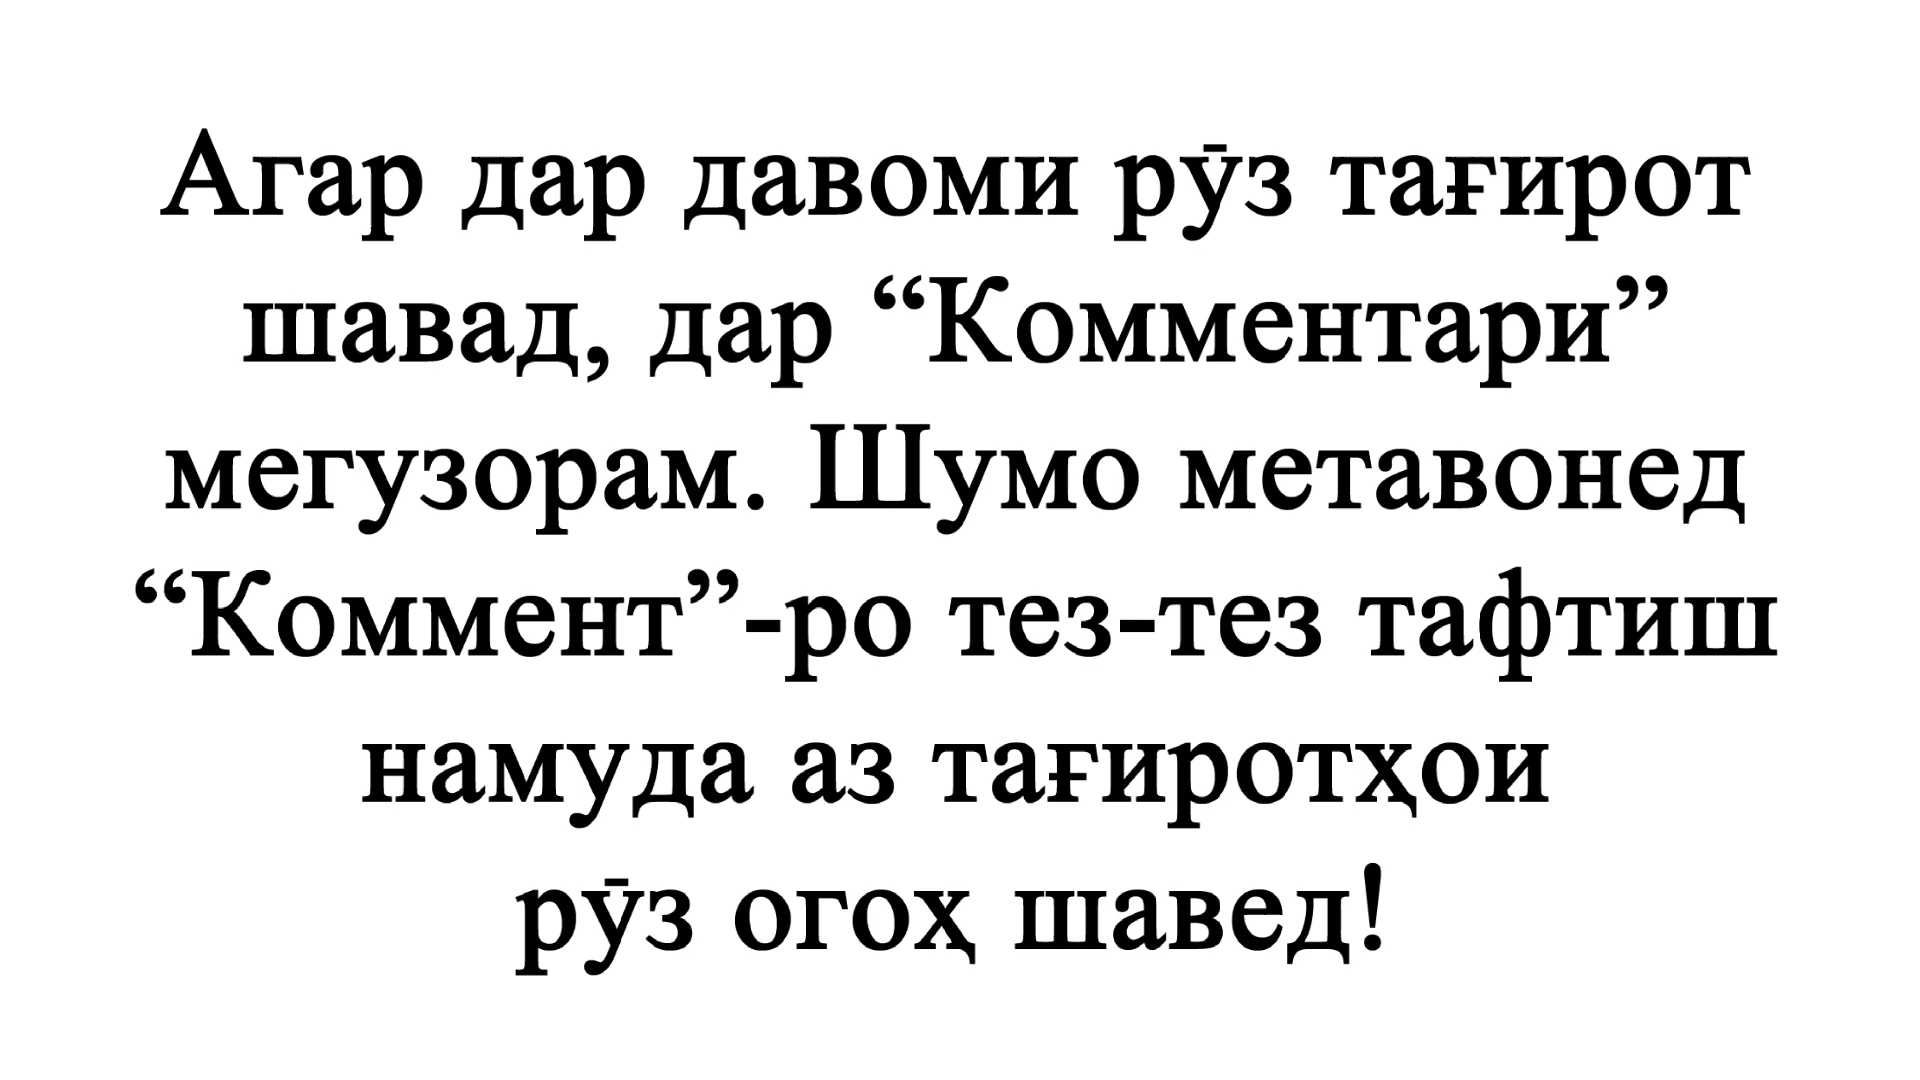 Агар дар давоми рӯз тағирот
шавад, дар “Комментари”
мегузорам. Шумо метавонед
“Коммент”-ро тез-тез тафтиш
намуда аз тағиротҳои
рӯз огоҳ шавед!